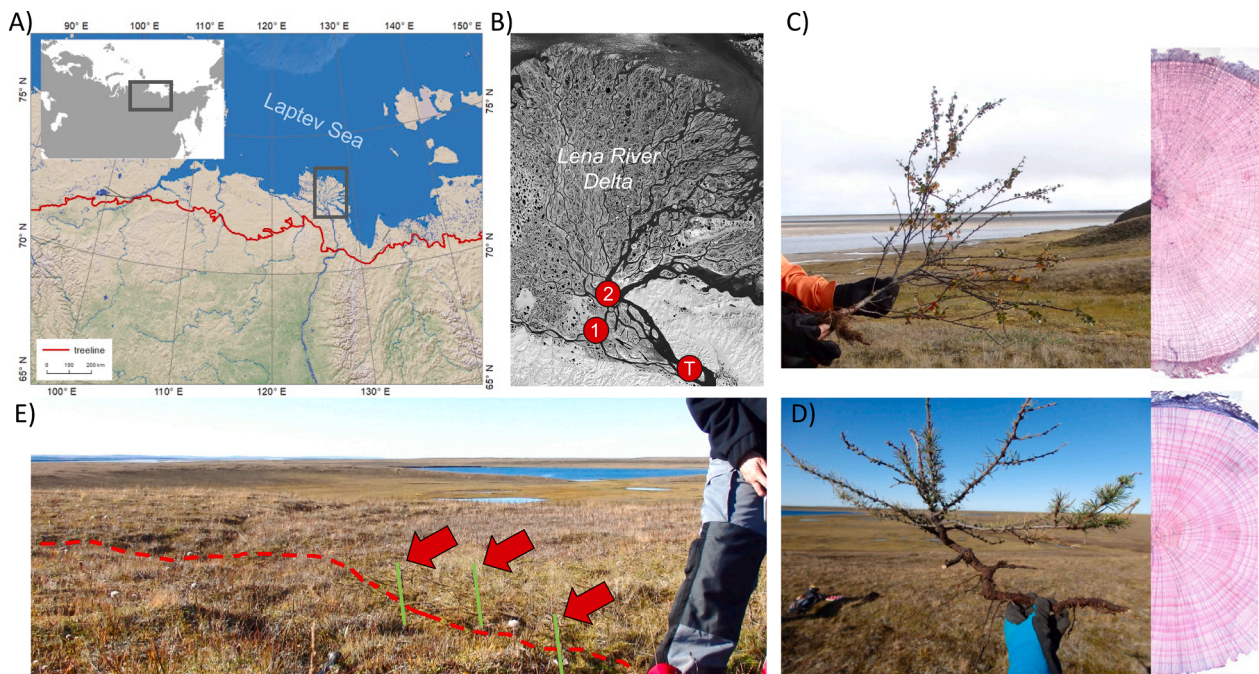 A)
90° E
100° E
110° E
120° E
130° E
140° E
150° E
75° N
75° N
Laptev Sea
70° N
70° N
65° N
65° N
treeline
0 100 200 km
100° E
110° E
120° E
130° E
B)
Lena River
Delta
2
1
T
C)
D)
E)